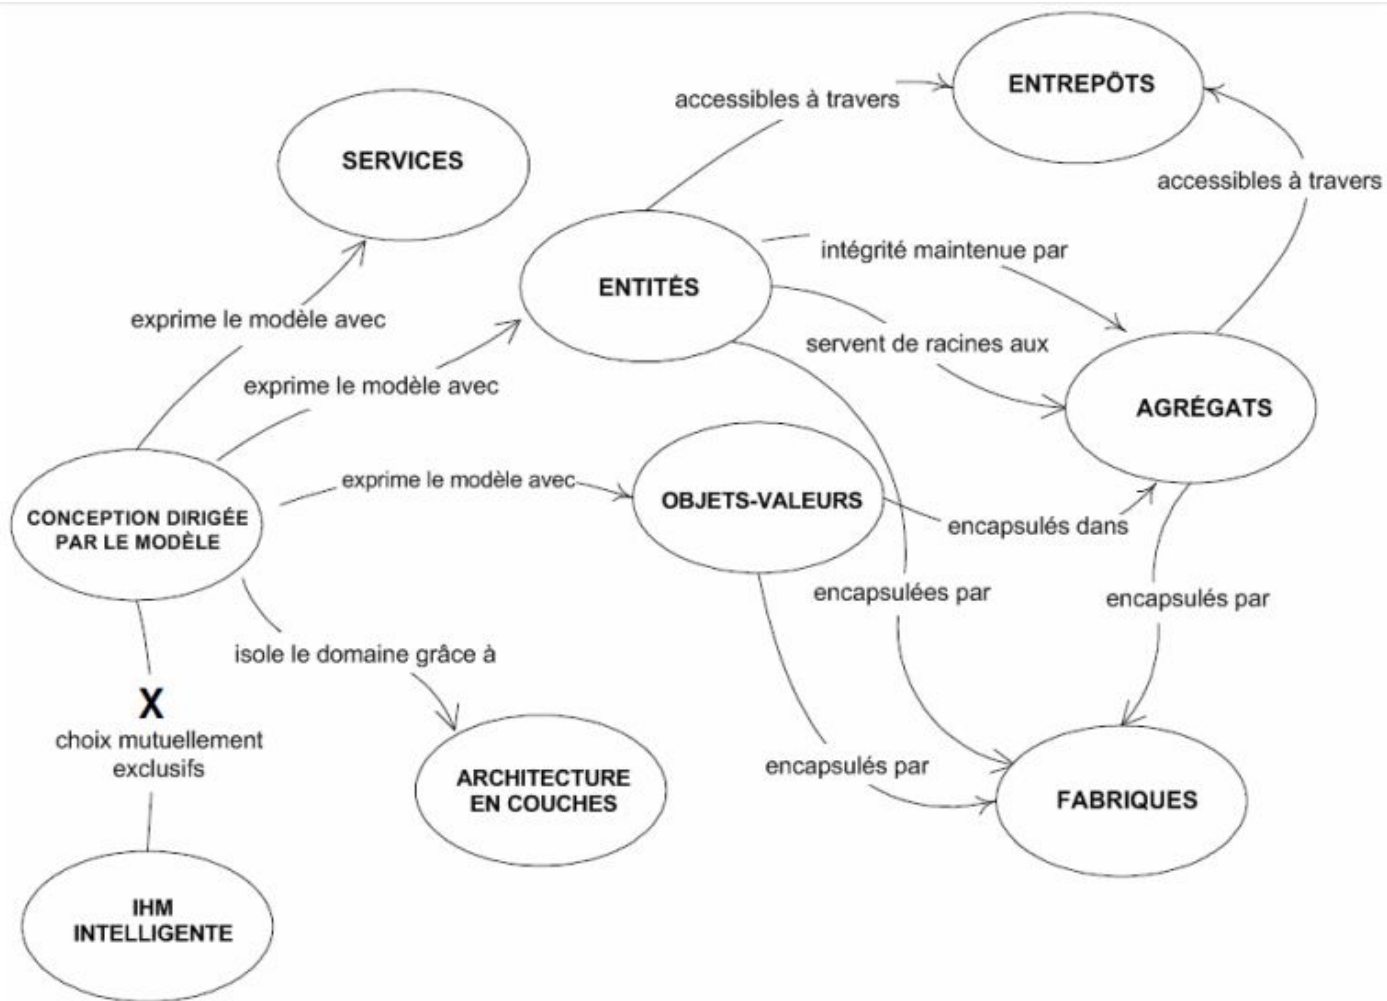 ENTREPÔTS
accessibles à travers
SERVICES
accessibles à travers
intégrité maintenue par
ENTITÉS
exprime le modèle avec
servent de racines aux
exprime le modèle avec
AGRÉGATS
exprime le modèle avec
OBJETS-VALEURS
CONCEPTION DIRIGÉE
PAR LE MODÈLE
encapsulés dans
encapsulées par
encapsulés par
isole le domaine grâce à
X
choix mutuellement
exclusifs
encapsulés par
ARCHITECTURE
EN COUCHES
FABRIQUES
IHM
INTELLIGENTE